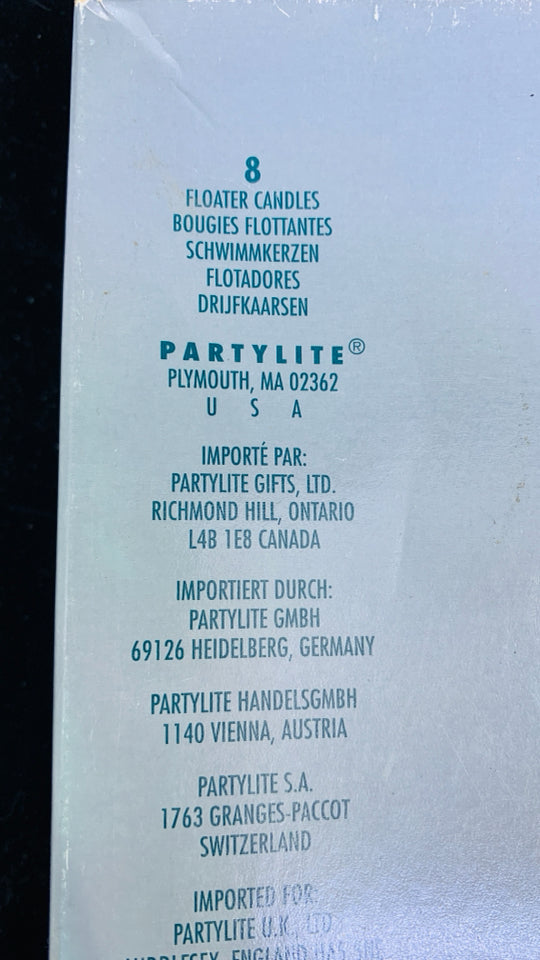 8
FLOATER CANDLES
BOUGIES FLOTTANTES
SCHWIMMKERZEN
FLOTADORES
DRIJFKAARSEN
PARTYLITE®
PLYMOUTH, MA 02362
U S A
IMPORTÉ PAR:
PARTYLITE GIFTS, LTD.
RICHMOND HILL, ONTARIO
L4B 1E8 CANADA
IMPORTIERT DURCH:
PARTYLITE GMBH
69126 HEIDELBERG, GERMANY
PARTYLITE HANDELSGMBH
1140 VIENNA, AUSTRIA
PARTYLITE S.A.
1763 GRANGES-PACCOT
SWITZERLAND
IMPORTED FOR:
PARTYLITE U.K., LTD.
MIDDLESEX, ENGLAND